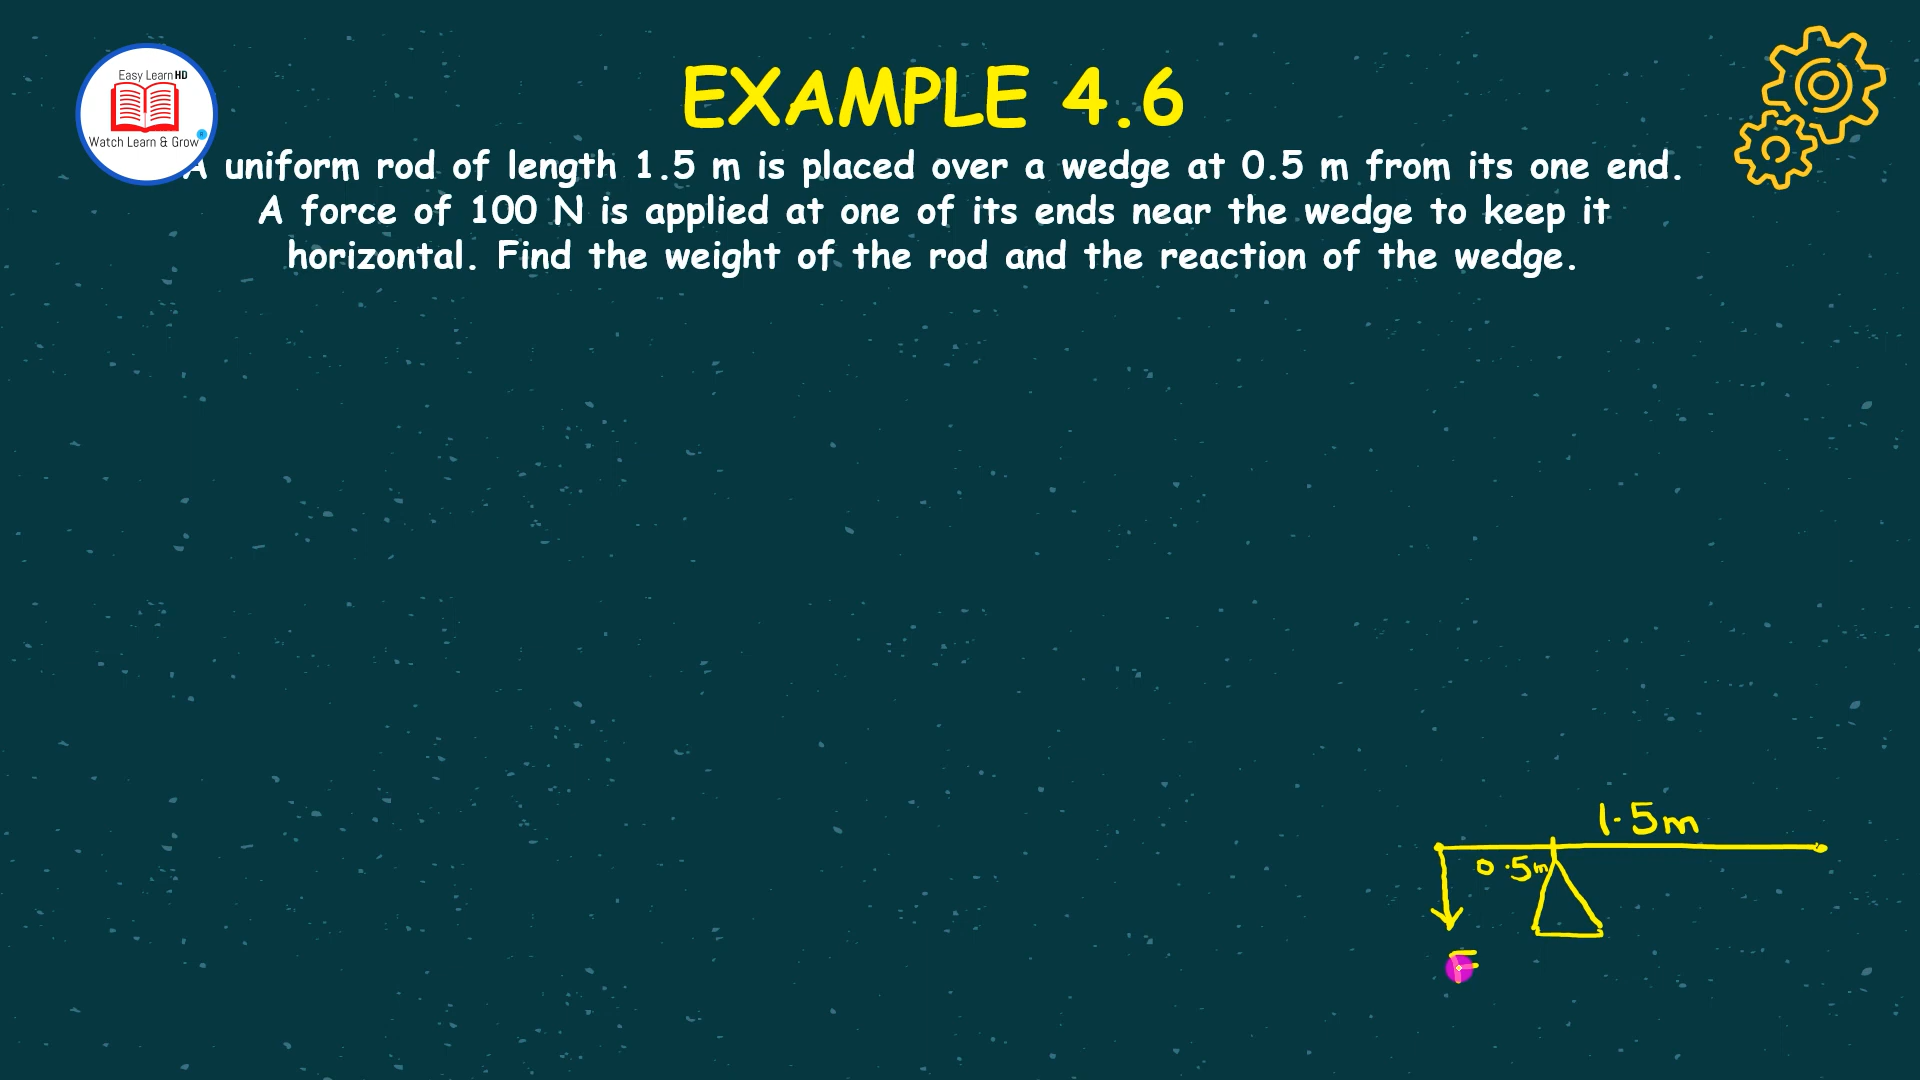 Easy Learn HD
Watch Learn & Grow
EXAMPLE 4.6
A uniform rod of length 1.5 m is placed over a wedge at 0.5 m from its one end.
A force of 100 N is applied at one of its ends near the wedge to keep it
horizontal. Find the weight of the rod and the reaction of the wedge.
1.5m
0.5m
F